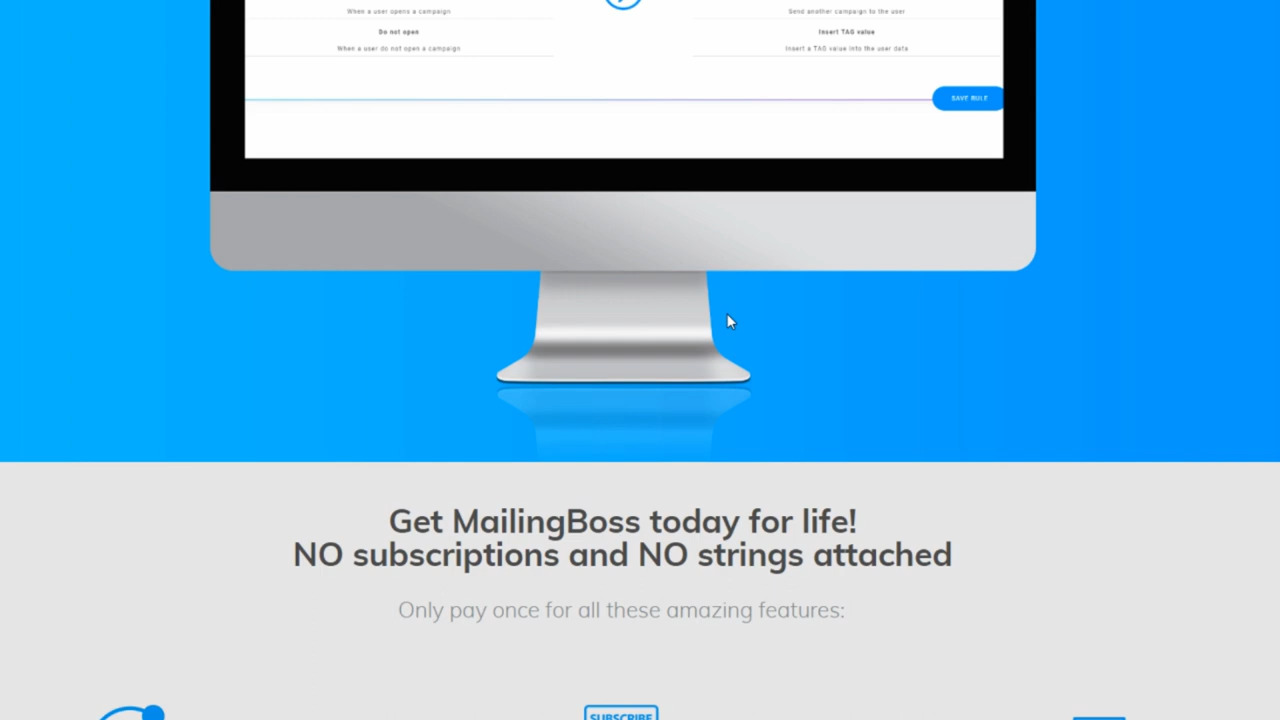 When a user opens a campaign
Send another campaign to the user
Do not open
Insert TAG value
When a user do not open a campaign
Insert a TAG value into the user data
SAVE RULE
Get MailingBoss today for life!
NO subscriptions and NO strings attached
Only pay once for all these amazing features:
SUBSCRIBE